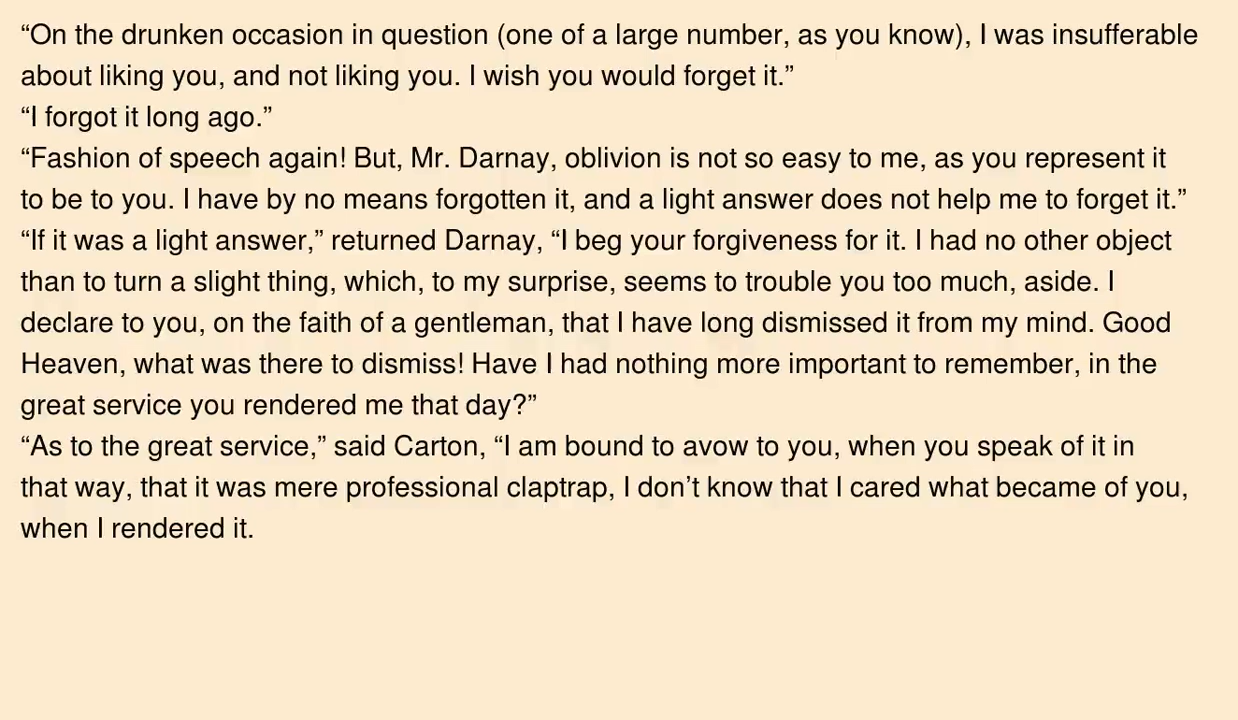 “On the drunken occasion in question (one of a large number, as you know), I was insufferable
about liking you, and not liking you. I wish you would forget it.”
“I forgot it long ago.”
“Fashion of speech again! But, Mr. Darnay, oblivion is not so easy to me, as you represent it
to be to you. I have by no means forgotten it, and a light answer does not help me to forget it.”
“If it was a light answer,” returned Darnay, “I beg your forgiveness for it. I had no other object
than to turn a slight thing, which, to my surprise, seems to trouble you too much, aside. I
declare to you, on the faith of a gentleman, that I have long dismissed it from my mind. Good
Heaven, what was there to dismiss! Have I had nothing more important to remember, in the
great service you rendered me that day?”
“As to the great service,” said Carton, “I am bound to avow to you, when you speak of it in
that way, that it was mere professional claptrap, I don’t know that I cared what became of you,
when I rendered it.